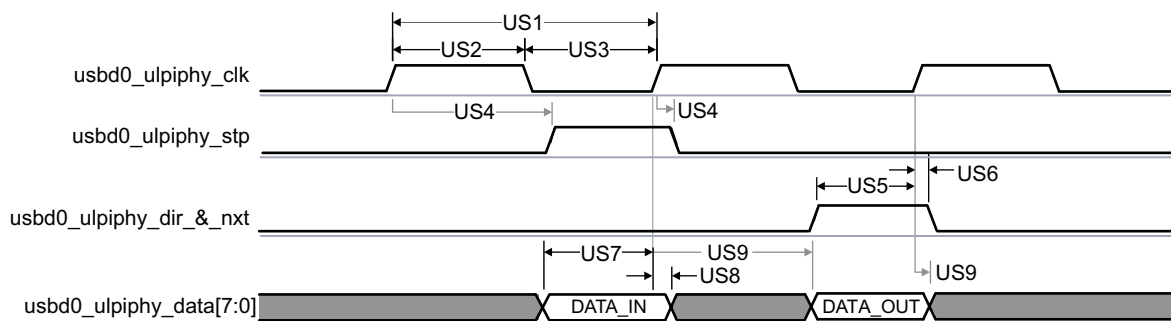 US1
US2 US3
usbd0_ulpiphy_clk
US4 US4
usbd0_ulpiphy_stp
US5 US6
usbd0_ulpiphy_dir_&_nxt
US7 US9
US8 US9
usbd0_ulpiphy_data[7:0] DATA_IN DATA_OUT